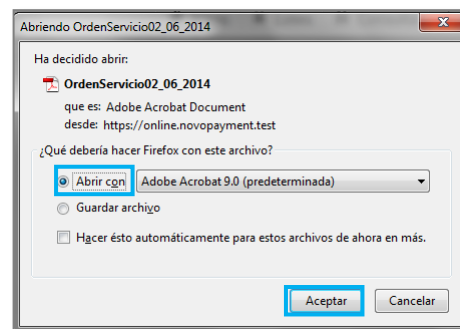 Abriendo OrdenServicio02_06_2014
x
Ha decidido abrir:
OrdenServicio02_06_2014
que es: Adobe Acrobat Document
desde: https://online.novopayment.test
¿Qué debería hacer Firefox con este archivo?
Abrir con Adobe Acrobat 9.0 (predeterminada)
Guardar archivo
Hacer ésto automáticamente para estos archivos de ahora en más.
Aceptar Cancelar